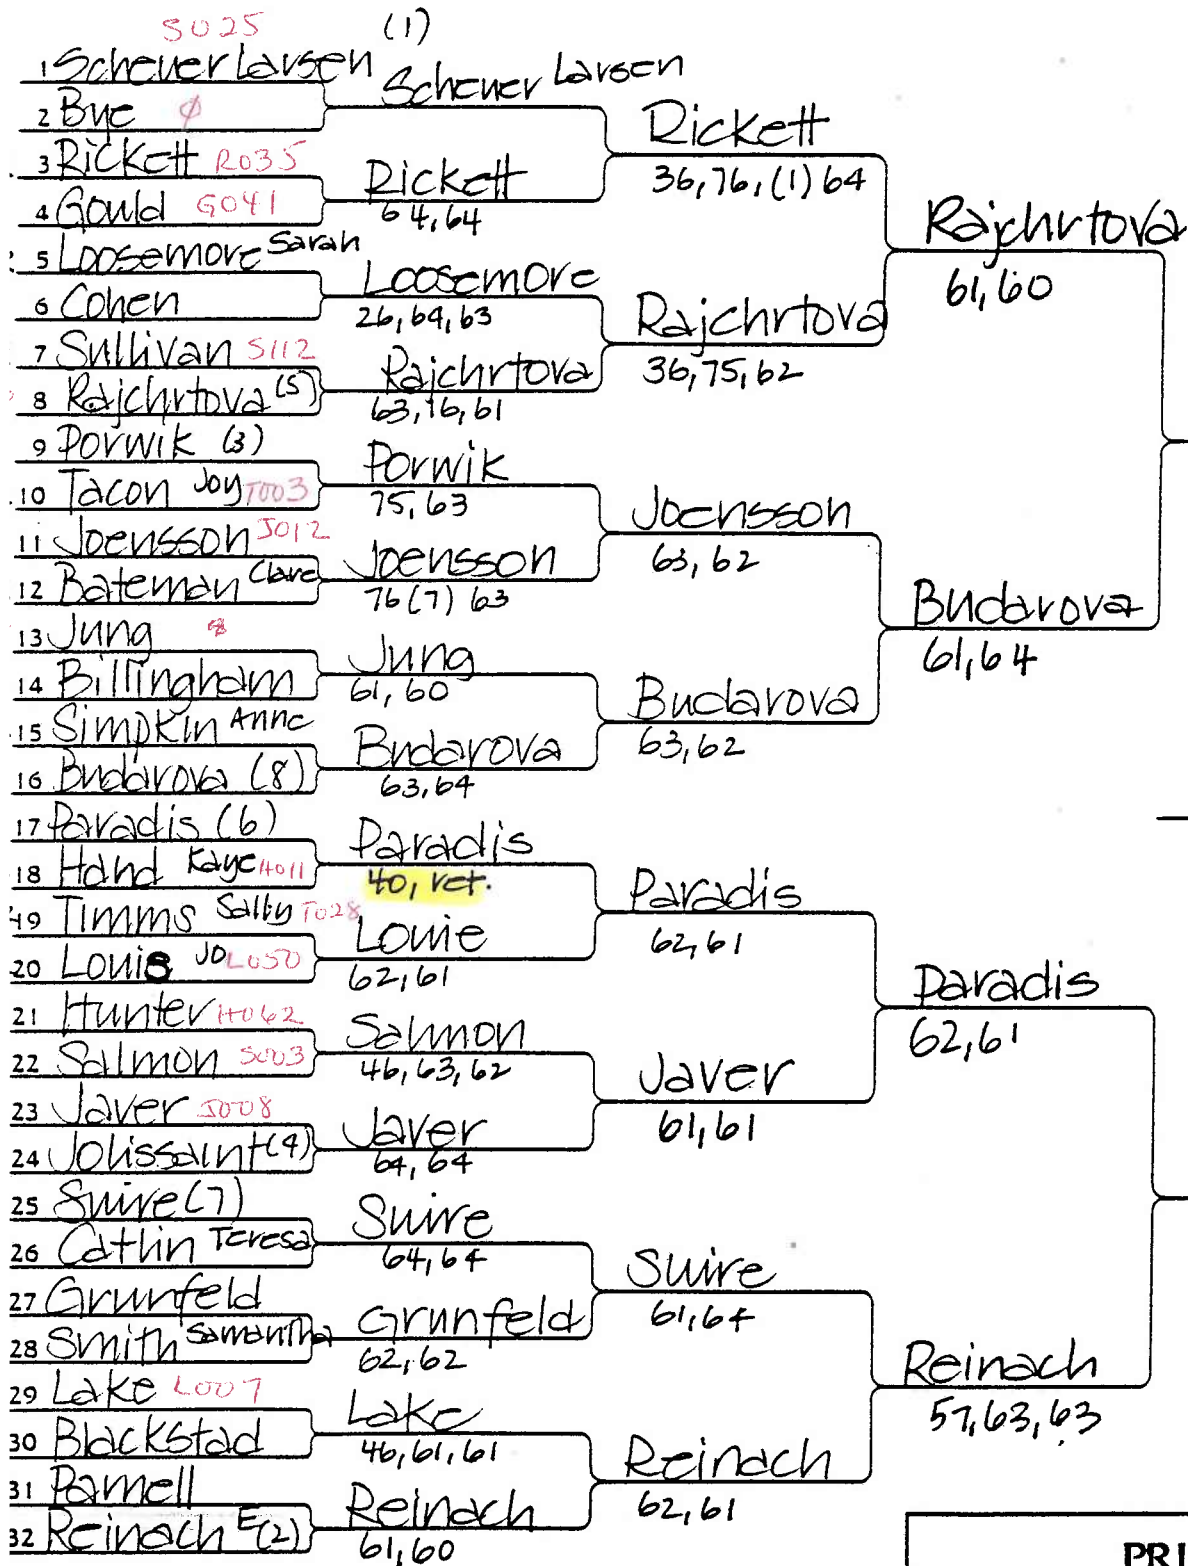 S025 (1)
1 Scheuer Larsen
2 Bye ø
3 Rickett R035
4 Gould G041
5 Loosemore Sarah
6 Cohen
7 Sullivan S112
8 Rajchrtova (5)
9 Porwik (3)
10 Tacon Joy T003
11 Joensson J012
12 Bateman Clare
13 Jung
14 Billingham
15 Simpkin Anne
16 Budarova (8)
17 Paradis (6)
18 Hand Kaye H011
19 Timms Sally T028
20 Louis Jo L050
21 Hunter H062
22 Salmon S003
23 Javer J008
24 Jolissaint (4)
25 Suire (7)
26 Catlin Teresa
27 Grunfeld
28 Smith Samantha
29 Lake L007
30 Blackstad
31 Parnell
32 Reinach E (2)
Scheuer Larsen
Rickett
64, 64
Loosemore
26, 64, 63
Rajchrtova
63, 16, 61
Porwik
75, 63
Joensson
76 (7) 63
Jung
61, 60
Budarova
63, 64
Paradis
40, ret.
Louie
62, 61
Salmon
46, 63, 62
Javer
64, 64
Suire
64, 64
Grunfeld
62, 62
Lake
46, 61, 61
Reinach
61, 60
Rickett
36, 76, (1) 64
Rajchrtova
36, 75, 62
Joensson
63, 62
Budarova
63, 62
Paradis
62, 61
Javer
61, 61
Suire
61, 64
Reinach
62, 61
Rajchrtova
61, 60
Budarova
61, 64
Paradis
62, 61
Reinach
57, 63, 63
PRI